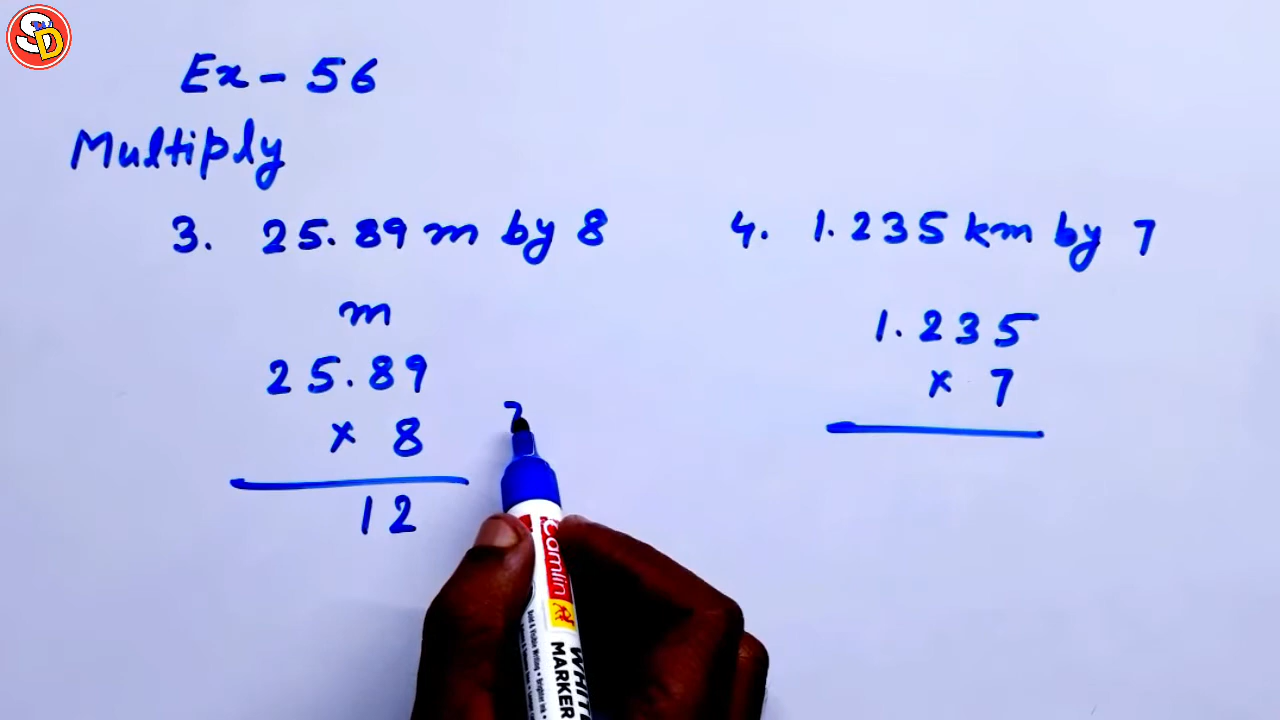 SD
Ex - 56
Multiply
3. 25.89 m by 8
m
25.89
× 8
12
4. 1.235 km by 7
1.235
× 7
Camlin
MARKER